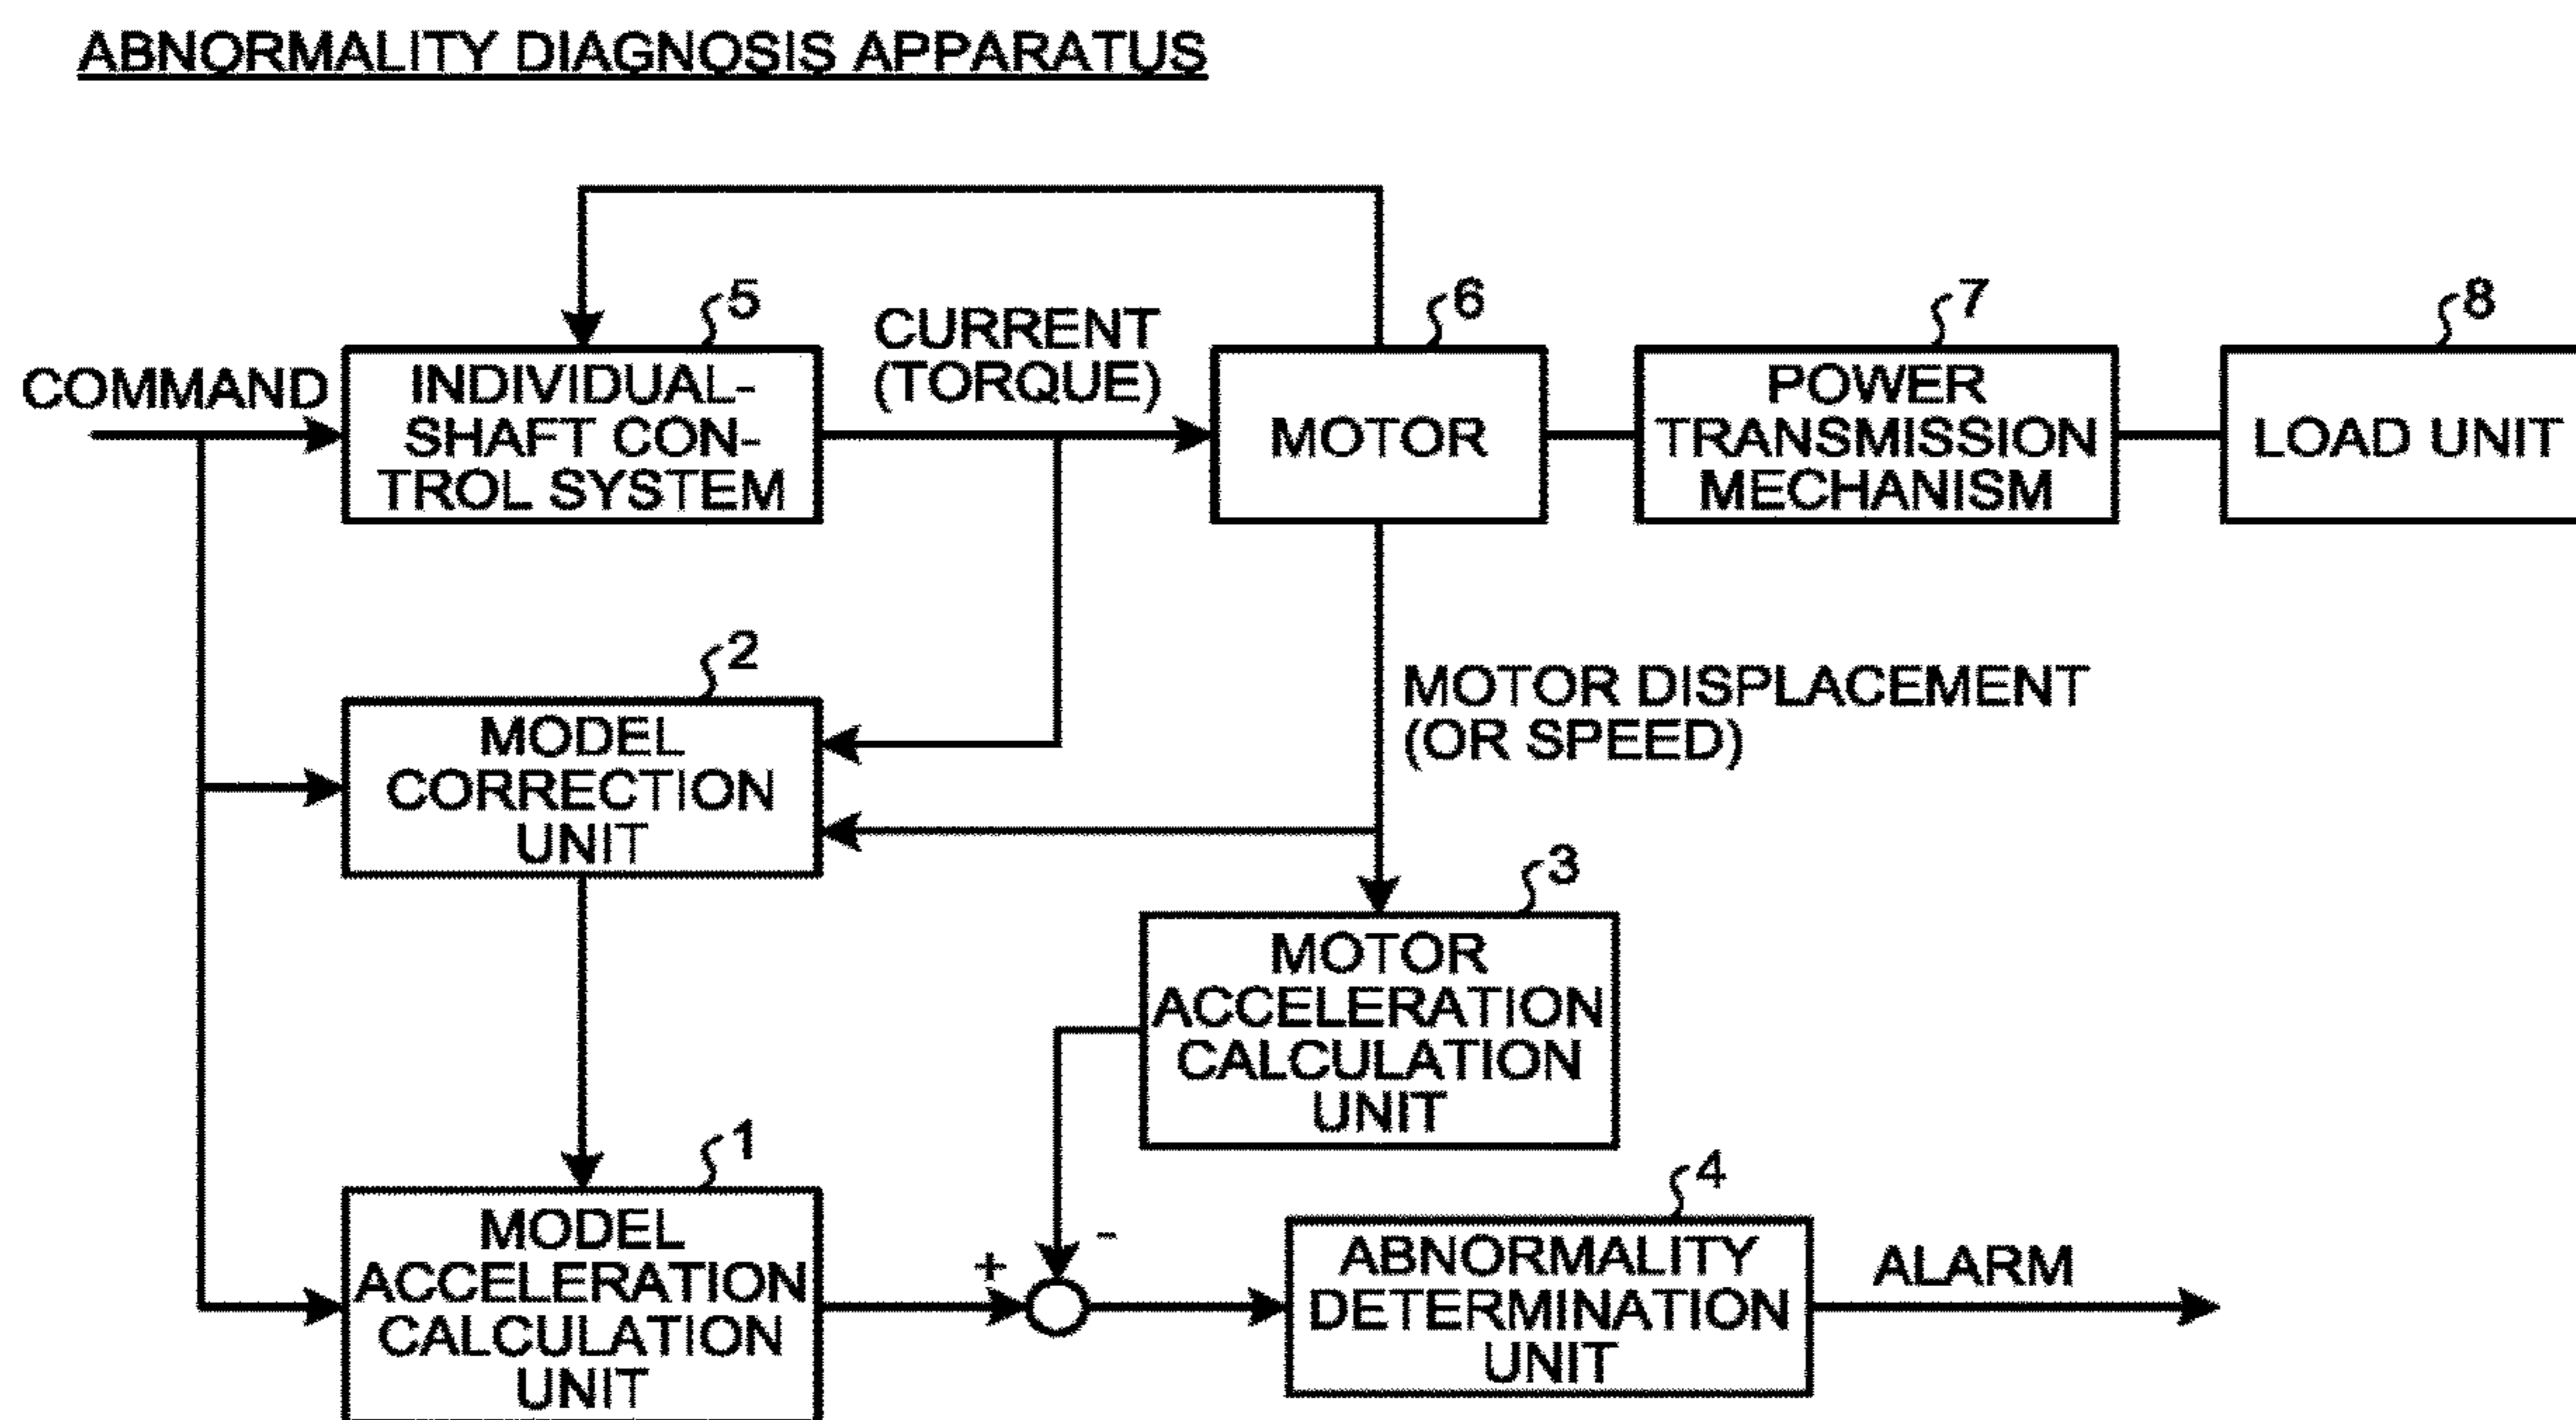 ABNORMALITY DIAGNOSIS APPARATUS
5
6
7
8
COMMAND
INDIVIDUAL-
SHAFT CON-
TROL SYSTEM
CURRENT
(TORQUE)
MOTOR
POWER
TRANSMISSION
MECHANISM
LOAD UNIT
2
MODEL
CORRECTION
UNIT
MOTOR DISPLACEMENT
(OR SPEED)
3
MOTOR
ACCELERATION
CALCULATION
UNIT
1
MODEL
ACCELERATION
CALCULATION
UNIT
+
-
4
ABNORMALITY
DETERMINATION
UNIT
ALARM